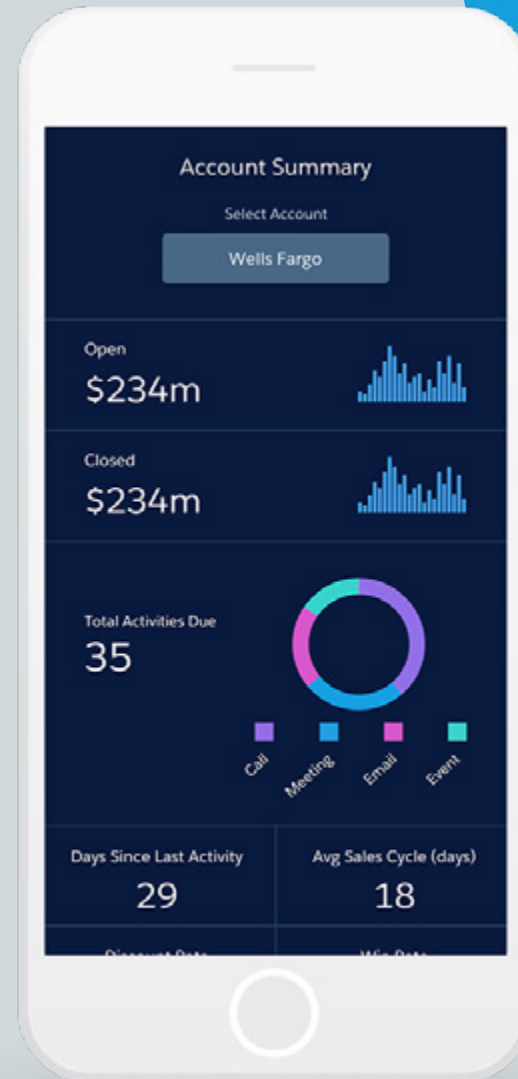 Account Summary
Select Account
Wells Fargo
Open
$234m
Closed
$234m
Total Activities Due
35
Call
Meeting
Email
Event
Days Since Last Activity
Avg Sales Cycle (days)
29
18